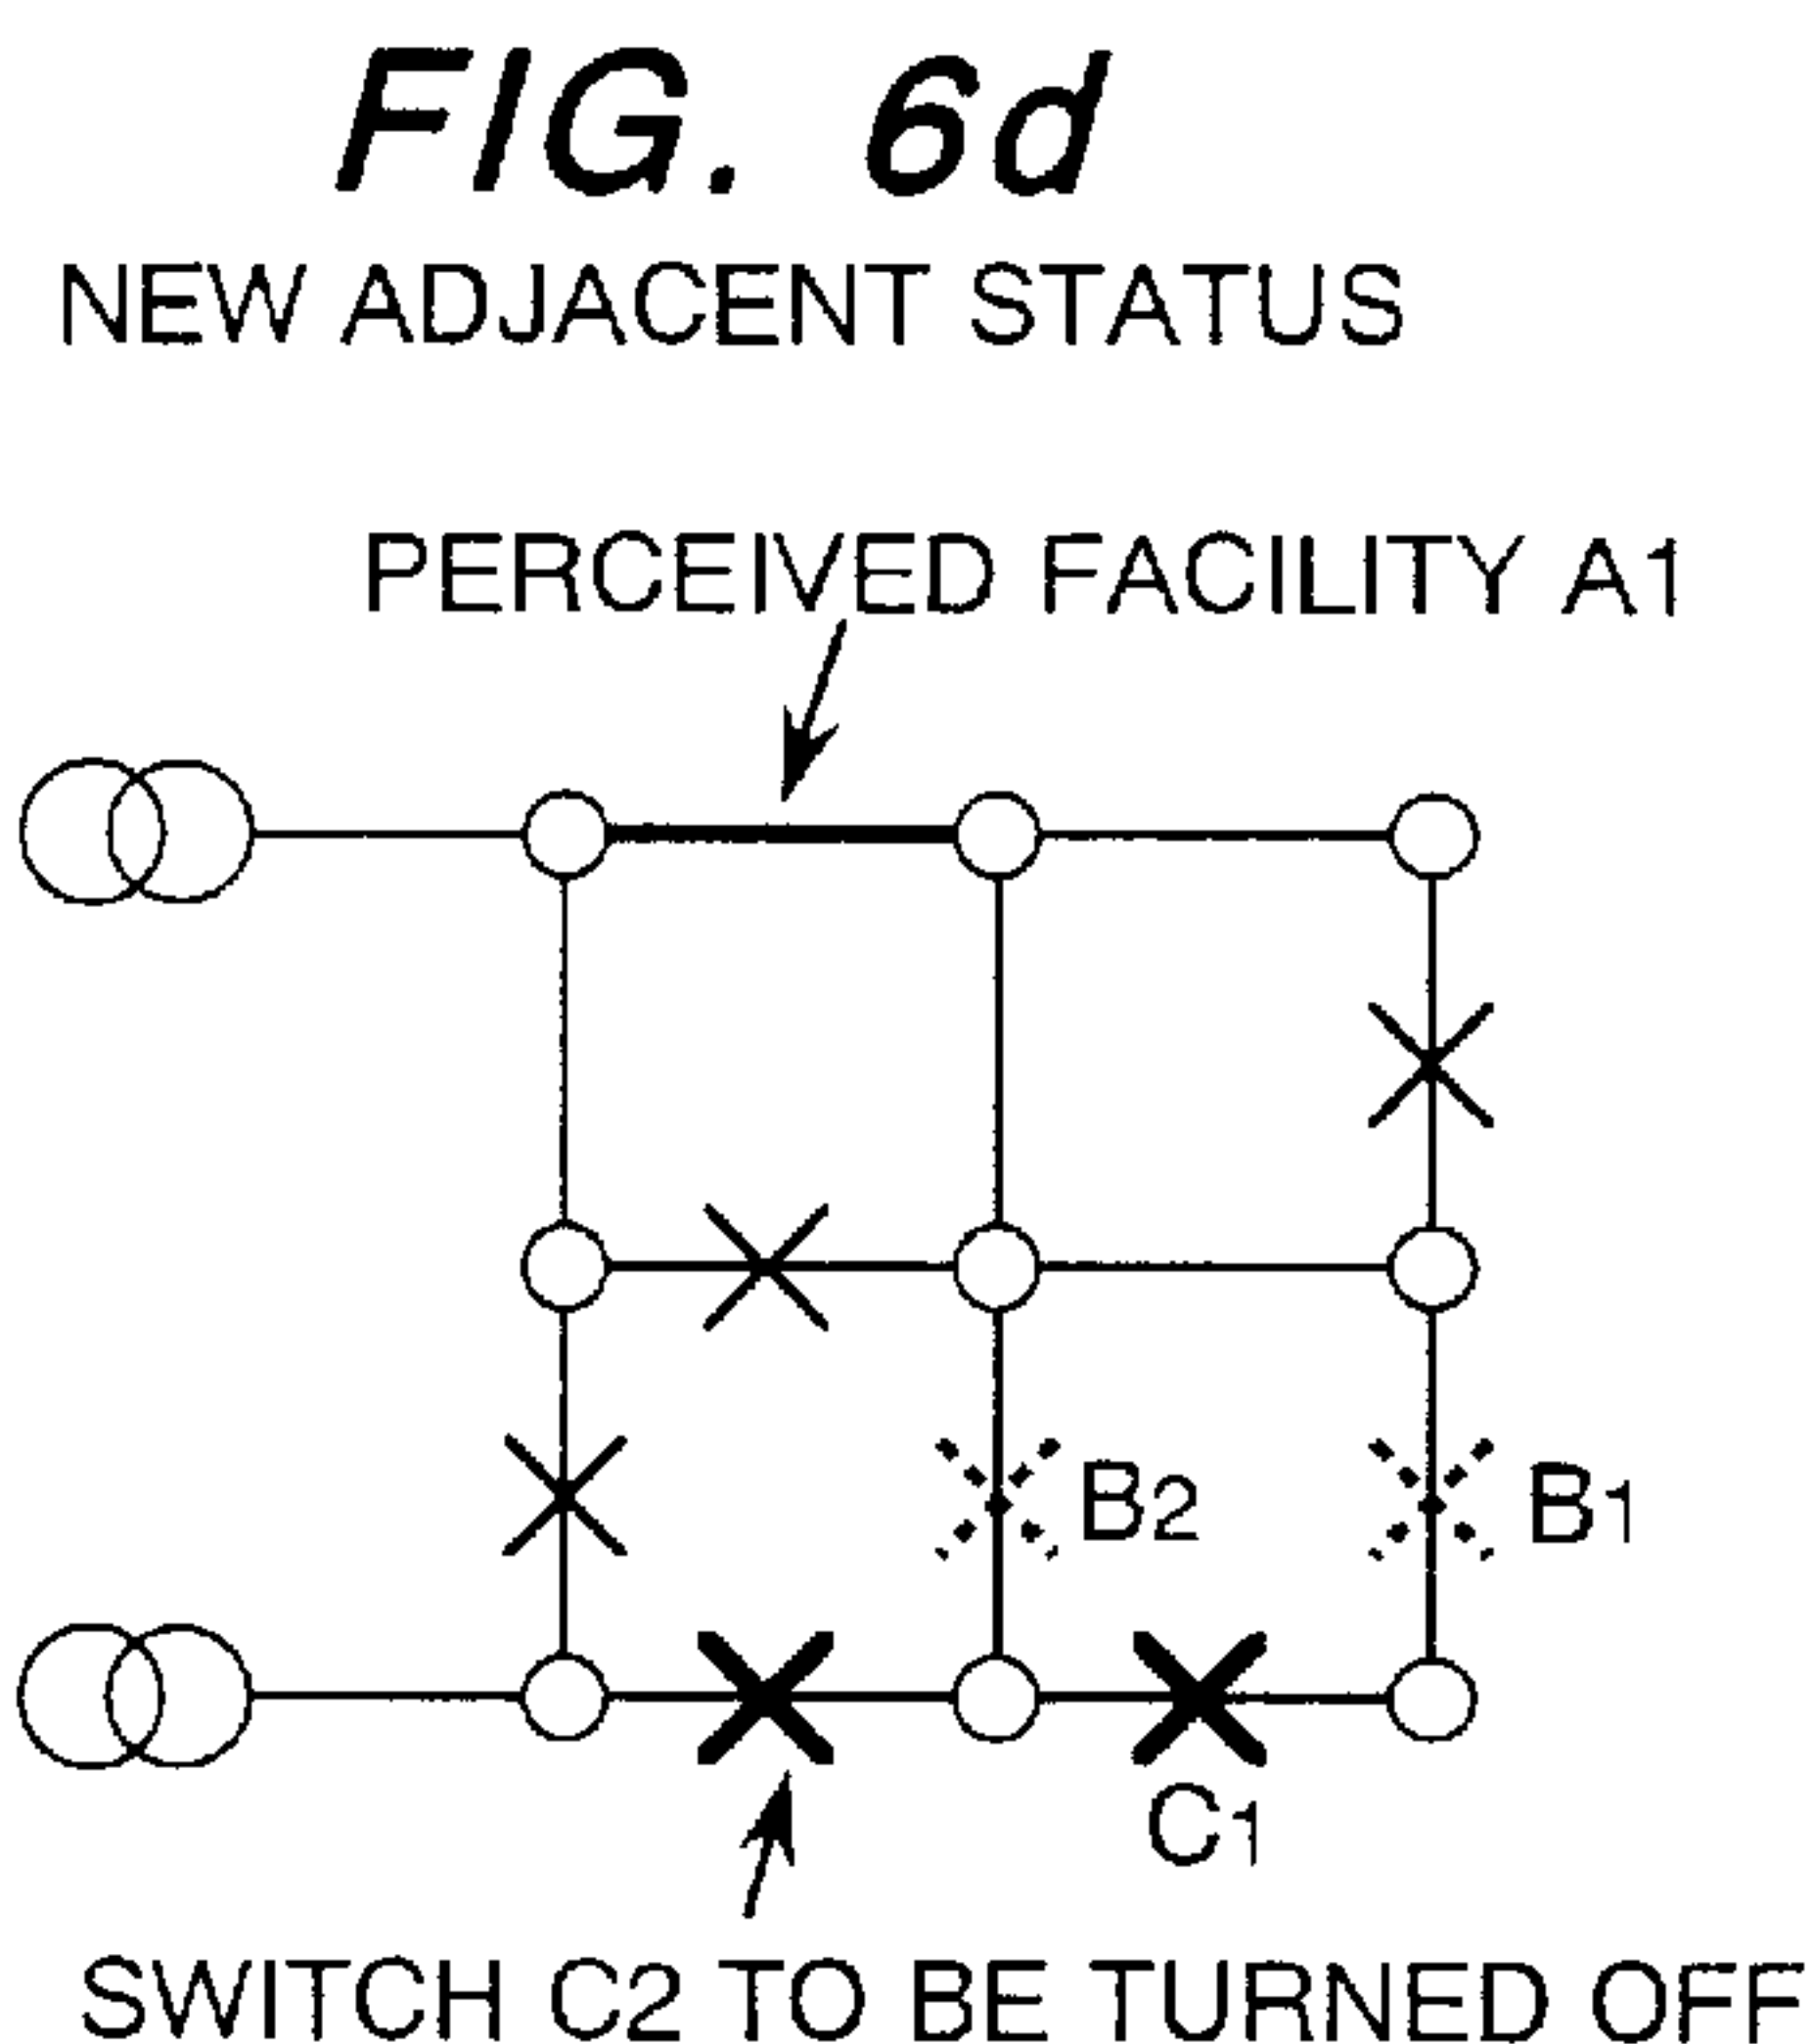 FIG. 6d
NEW ADJACENT STATUS
PERCEIVED FACILITY A1
B2
B1
C1
SWITCH C2 TO BE TURNED OFF